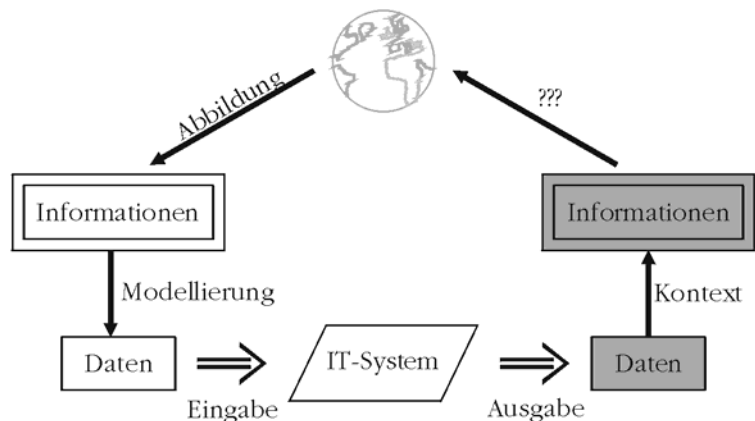 Abbildung
???
Informationen
Informationen
Modellierung
Kontext
Daten
IT-System
Daten
Eingabe
Ausgabe